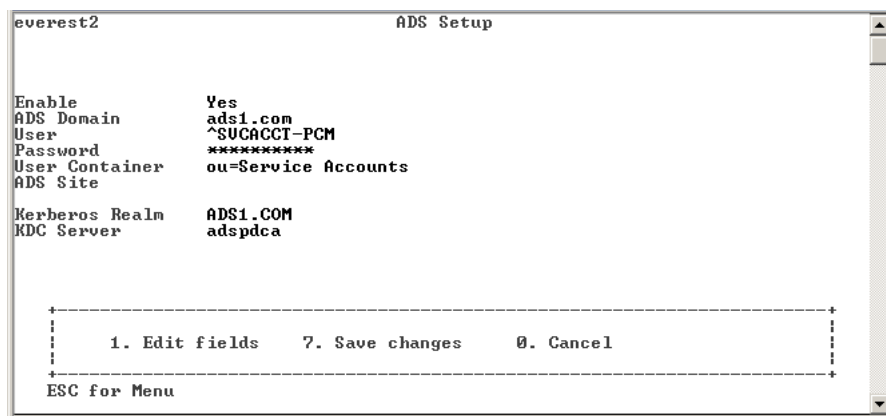 everest2 ADS Setup
Enable Yes
ADS Domain ads1.com
User ^SVCACCT-PCM
Password **********
User Container ou=Service Accounts
ADS Site
Kerberos Realm ADS1.COM
KDC Server adspdca
1. Edit fields 7. Save changes 0. Cancel
ESC for Menu